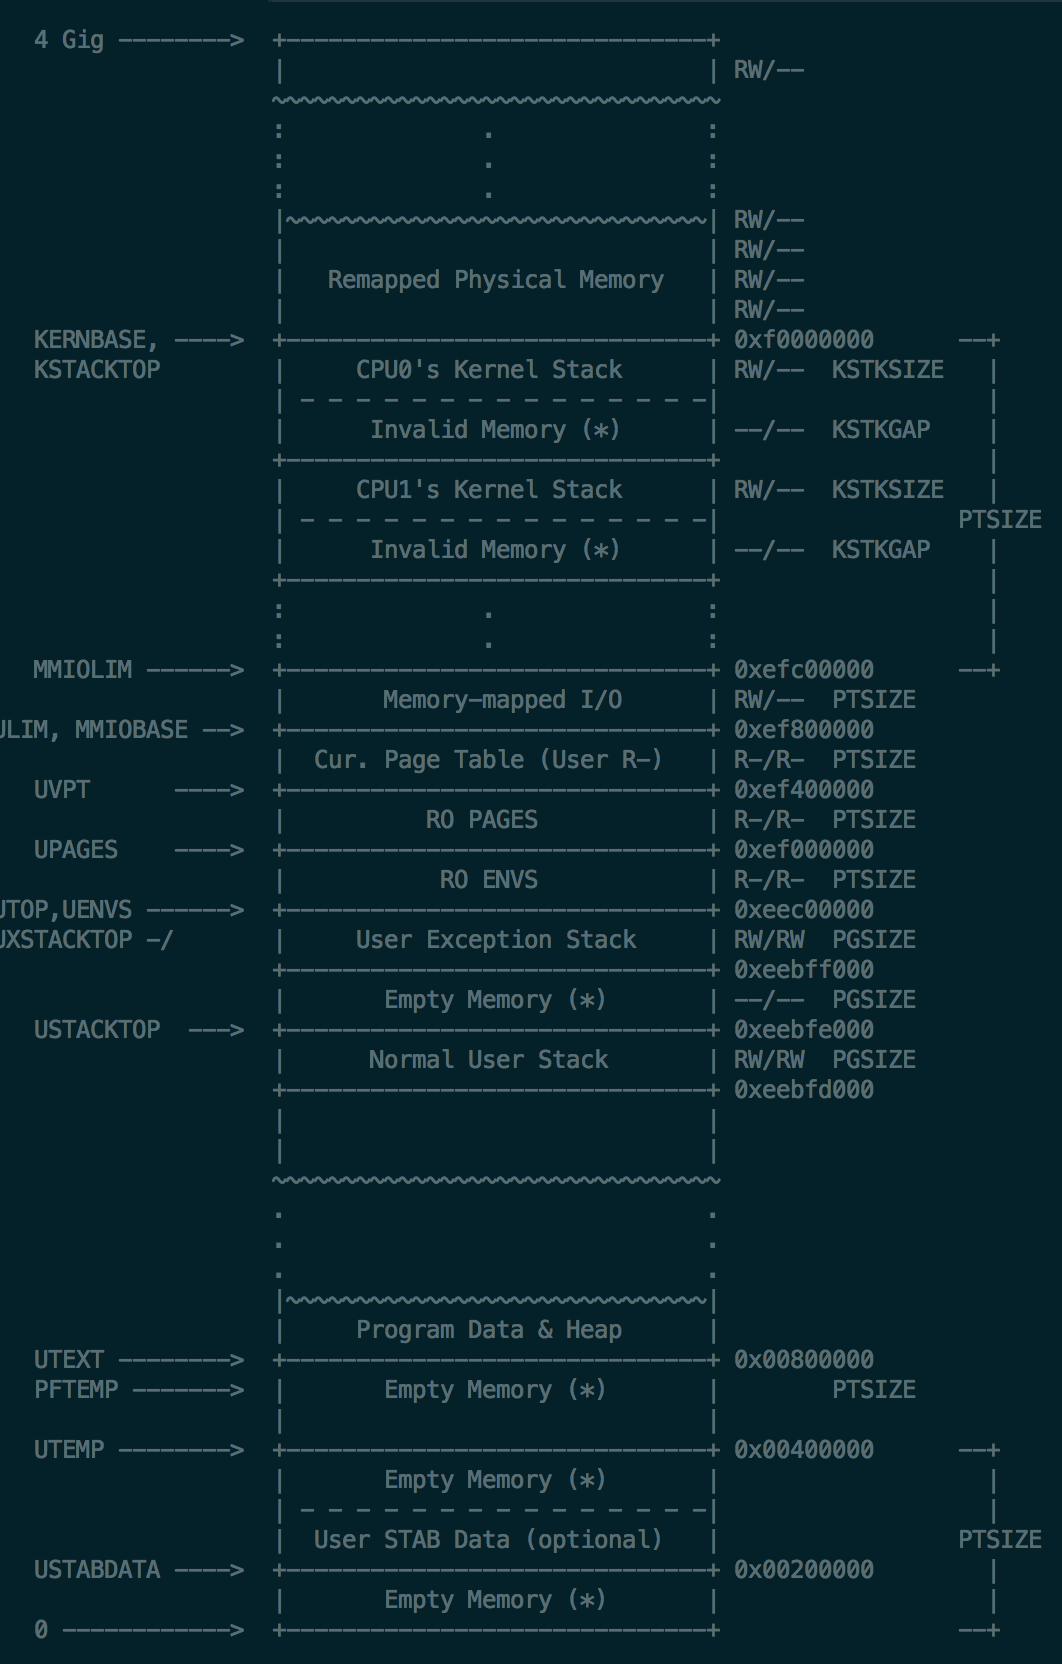 4 Gig --------> +------------------------------+
| | RW/--
~~~~~~~~~~~~~~~~~~~~~~~~~~~~~~~~
: . :
: . :
: . :
|~~~~~~~~~~~~~~~~~~~~~~~~~~~~~~| RW/--
| | RW/--
| Remapped Physical Memory | RW/--
| | RW/--
KERNBASE, ----> +------------------------------+ 0xf0000000 --+
KSTACKTOP | CPU0's Kernel Stack | RW/-- KSTKSIZE |
| - - - - - - - - - - - - - - -| |
| Invalid Memory (*) | --/-- KSTKGAP |
+------------------------------+ |
| CPU1's Kernel Stack | RW/-- KSTKSIZE |
| - - - - - - - - - - - - - - -| PTSIZE
| Invalid Memory (*) | --/-- KSTKGAP |
+------------------------------+ |
: . : |
: . : |
MMIOLIM ------> +------------------------------+ 0xefc00000 --+
| Memory-mapped I/O | RW/-- PTSIZE
ULIM, MMIOBASE --> +------------------------------+ 0xef800000
| Cur. Page Table (User R-) | R-/R- PTSIZE
UVPT ----> +------------------------------+ 0xef400000
| RO PAGES | R-/R- PTSIZE
UPAGES ----> +------------------------------+ 0xef000000
| RO ENVS | R-/R- PTSIZE
UTOP,UENVS ------> +------------------------------+ 0xeec00000
UXSTACKTOP -/ | User Exception Stack | RW/RW PGSIZE
+------------------------------+ 0xeebff000
| Empty Memory (*) | --/-- PGSIZE
USTACKTOP ---> +------------------------------+ 0xeebfe000
| Normal User Stack | RW/RW PGSIZE
+------------------------------+ 0xeebfd000
| |
| |
~~~~~~~~~~~~~~~~~~~~~~~~~~~~~~~~
. .
. .
. .
|~~~~~~~~~~~~~~~~~~~~~~~~~~~~~~|
| Program Data & Heap |
UTEXT --------> +------------------------------+ 0x00800000
PFTEMP -------> | Empty Memory (*) | PTSIZE
| |
UTEMP --------> +------------------------------+ 0x00400000 --+
| Empty Memory (*) | |
| - - - - - - - - - - - - - - -| |
| User STAB Data (optional) | PTSIZE
USTABDATA ----> +------------------------------+ 0x00200000 |
| Empty Memory (*) | |
0 ------------> +------------------------------+ --+